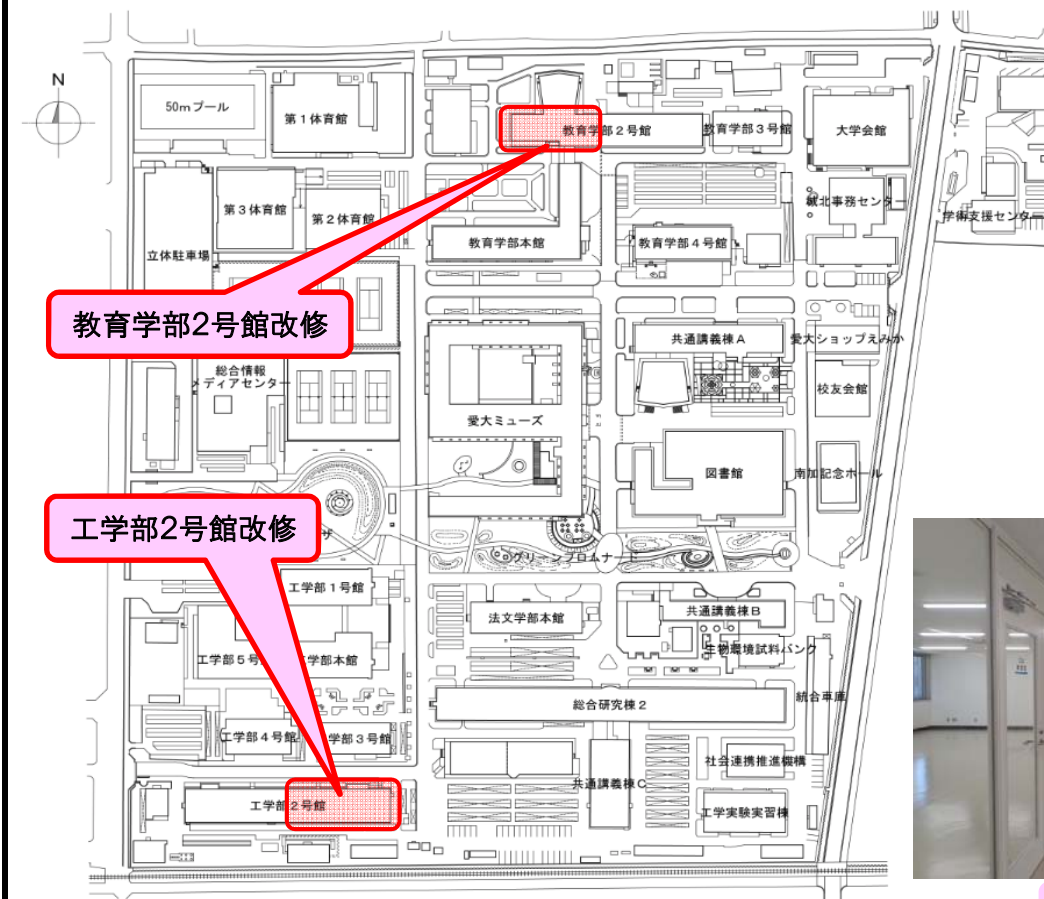 N
50mプール
第1体育館
教育学部2号館
教育学部3号館
大学会館
第3体育館
第2体育館
城北事務センター
学術支援センター
立体駐車場
教育学部本館
教育学部4号館
教育学部2号館改修
共通講義棟A
愛大ショップえみか
総合情報
メディアセンター
校友会館
愛大ミューズ
図書館
南加記念ホール
工学部2号館改修
ザ
グリーンプロムナード
工学部1号館
法文学部本館
共通講義棟B
生物環境試料バンク
工学部5号
学部本館
総合研究棟2
統合車庫
工学部4号館
学部3号館
社会連携推進機構
共通講義棟C
工学部2号館
工学実験実習棟